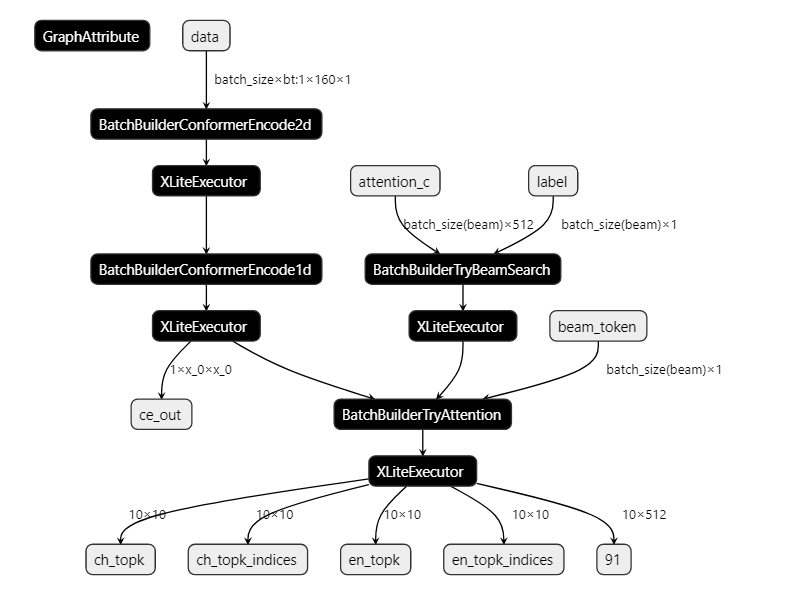 GraphAttribute
data
batch_size×bt:1×160×1
BatchBuilderConformerEncode2d
XLiteExecutor
attention_c
label
batch_size(beam)×512
batch_size(beam)×1
BatchBuilderConformerEncode1d
BatchBuilderTryBeamSearch
XLiteExecutor
XLiteExecutor
beam_token
1×x_0×x_0
batch_size(beam)×1
ce_out
BatchBuilderTryAttention
XLiteExecutor
10×10
10×10
10×10
10×10
10×512
ch_topk
ch_topk_indices
en_topk
en_topk_indices
91